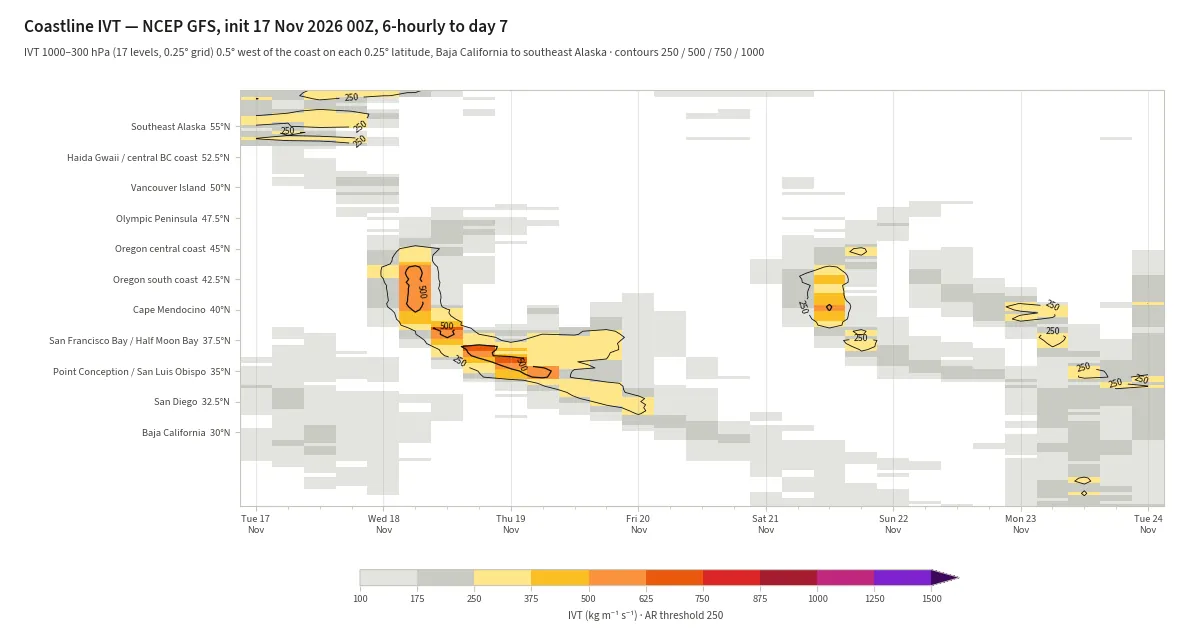 Coastline IVT — NCEP GFS, init 17 Nov 2026 00Z, 6-hourly to day 7
IVT 1000–300 hPa (17 levels, 0.25° grid) 0.5° west of the coast on each 0.25° latitude, Baja California to southeast Alaska · contours 250 / 500 / 750 / 1000
250
Southeast Alaska 55°N
250
250
250
Haida Gwaii / central BC coast 52.5°N
Vancouver Island 50°N
Olympic Peninsula 47.5°N
Oregon central coast 45°N
Oregon south coast 42.5°N
500
Cape Mendocino 40°N
250
250
San Francisco Bay / Half Moon Bay 37.5°N
500
250
250
Point Conception / San Luis Obispo 35°N
250
500
250
250
250
San Diego 32.5°N
Baja California 30°N
Tue 17 Wed 18 Thu 19 Fri 20 Sat 21 Sun 22 Mon 23 Tue 24
Nov Nov Nov Nov Nov Nov Nov Nov
100 175 250 375 500 625 750 875 1000 1250 1500
IVT (kg m⁻¹ s⁻¹) · AR threshold 250